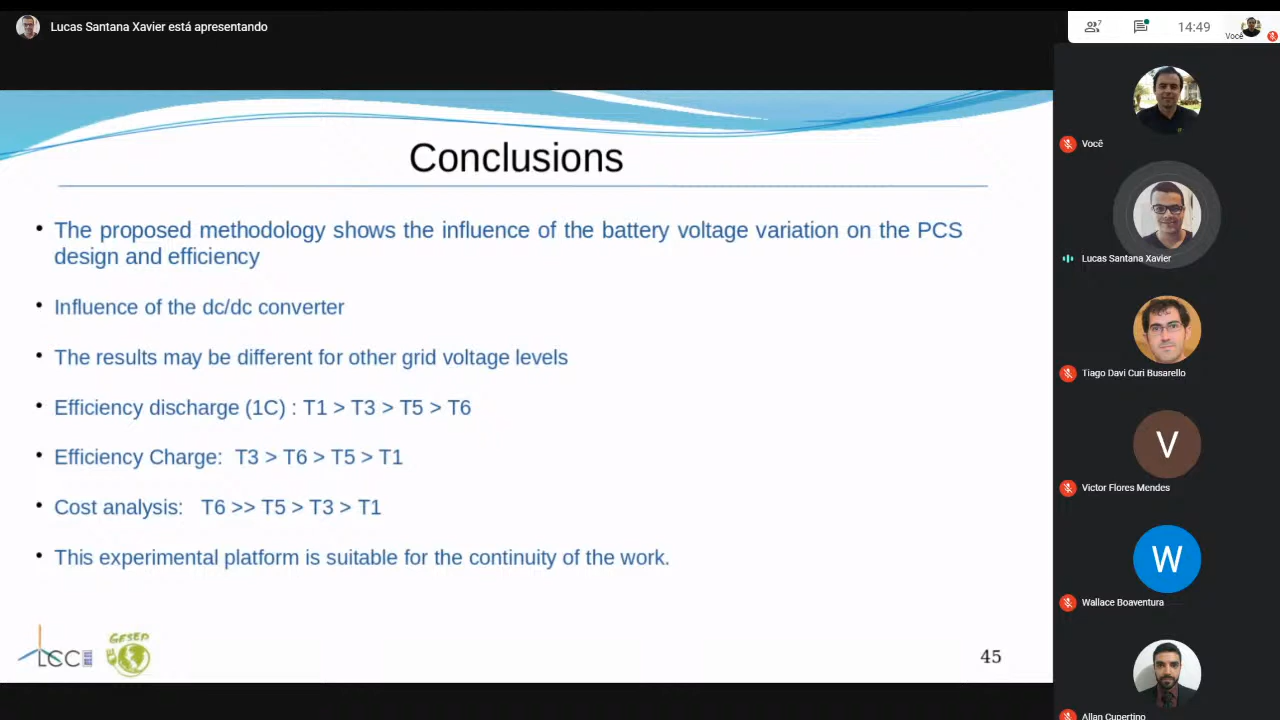 Lucas Santana Xavier está apresentando
7
14:49
Você
Conclusions
• The proposed methodology shows the influence of the battery voltage variation on the PCS
design and efficiency
• Influence of the dc/dc converter
• The results may be different for other grid voltage levels
• Efficiency discharge (1C) : T1 > T3 > T5 > T6
• Efficiency Charge: T3 > T6 > T5 > T1
• Cost analysis: T6 >> T5 > T3 > T1
• This experimental platform is suitable for the continuity of the work.
LCC
GESEP
45
Você
Lucas Santana Xavier
Tiago Davi Curi Busarello
V
Victor Flores Mendes
W
Wallace Boaventura
Allan Cupertino